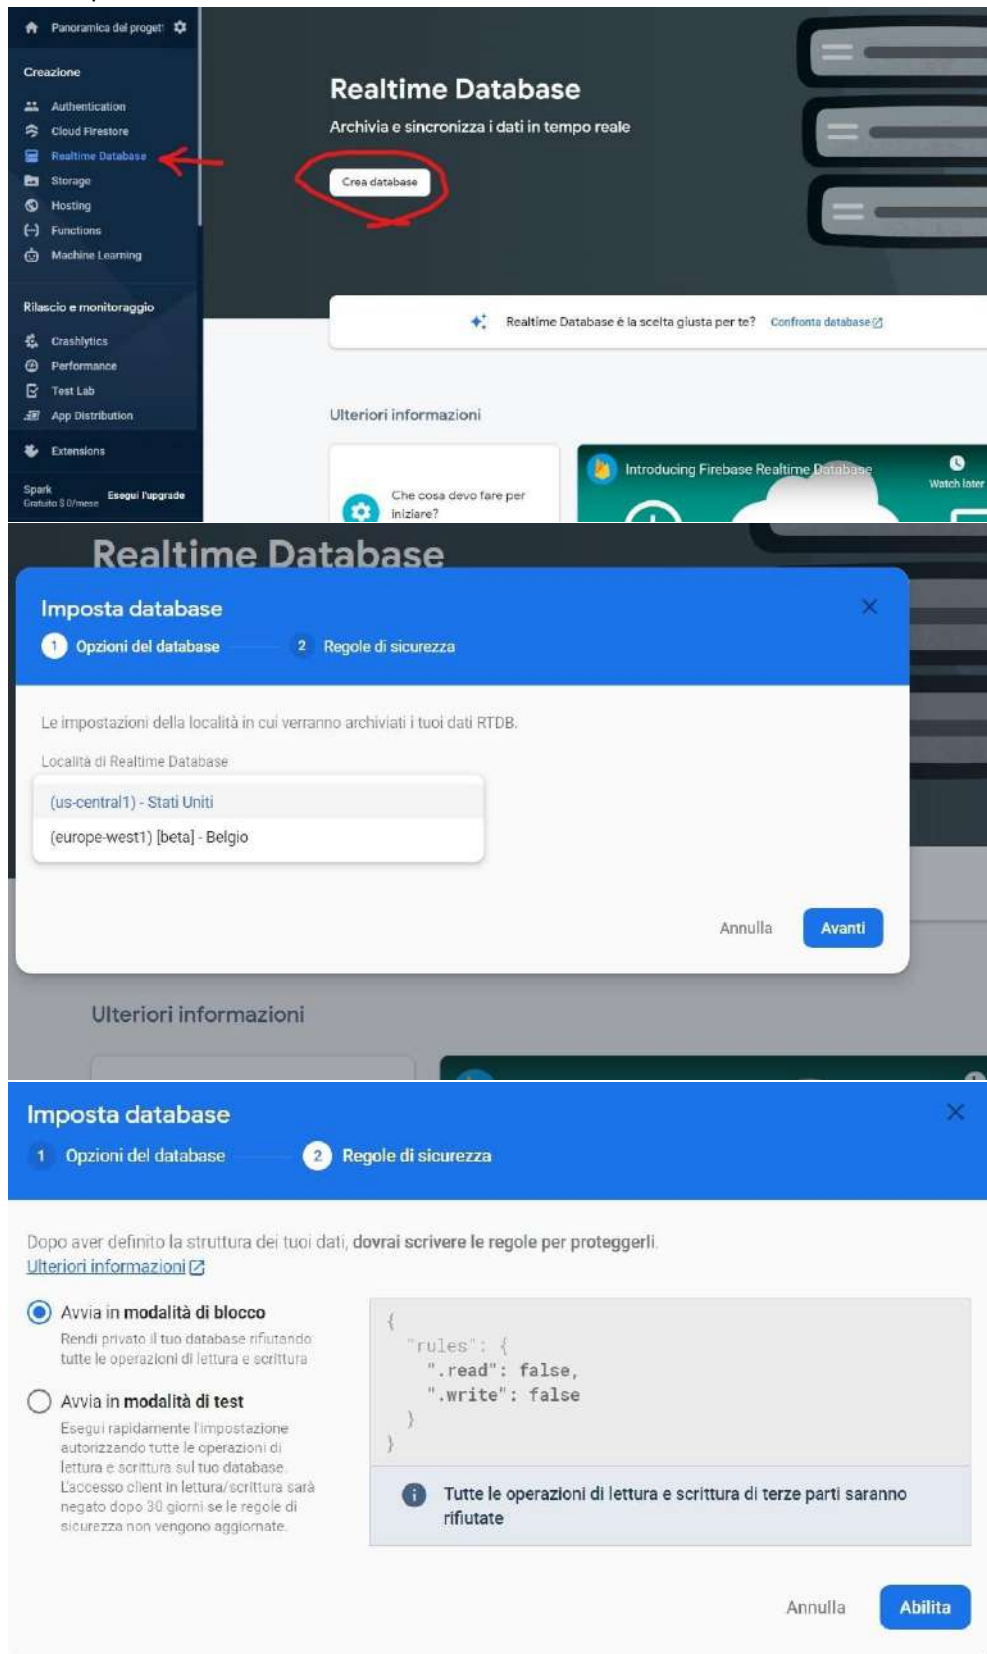 Panoramica del proget
Creazione
Authentication
Cloud Firestore
Realtime Database
Storage
Hosting
Functions
Machine Learning
Rilascio e monitoraggio
Crashlytics
Performance
Test Lab
App Distribution
Extensions
Spark
Gratuito $ 0/mese
Esegui l'upgrade
Realtime Database
Archivia e sincronizza i dati in tempo reale
Crea database
Realtime Database è la scelta giusta per te? Confronta database
Ulteriori informazioni
Che cosa devo fare per
iniziare?
Introducing Firebase Realtime Database
Watch later
Realtime Database
Imposta database
1 Opzioni del database 2 Regole di sicurezza
Le impostazioni della località in cui verranno archiviati i tuoi dati RTDB.
Località di Realtime Database
(us-central1) - Stati Uniti
(europe-west1) [beta] - Belgio
Annulla Avanti
Ulteriori informazioni
Imposta database
1 Opzioni del database 2 Regole di sicurezza
Dopo aver definito la struttura dei tuoi dati, dovrai scrivere le regole per proteggerli.
Ulteriori informazioni
Avvia in modalità di blocco
Rendi privato il tuo database rifiutando
tutte le operazioni di lettura e scrittura
Avvia in modalità di test
Esegui rapidamente l'impostazione
autorizzando tutte le operazioni di
lettura e scrittura sul tuo database.
L'accesso client in lettura/scrittura sarà
negato dopo 30 giorni se le regole di
sicurezza non vengono aggiornate.
{
"rules": {
".read": false,
".write": false
}
}
Tutte le operazioni di lettura e scrittura di terze parti saranno
rifiutate
Annulla Abilita